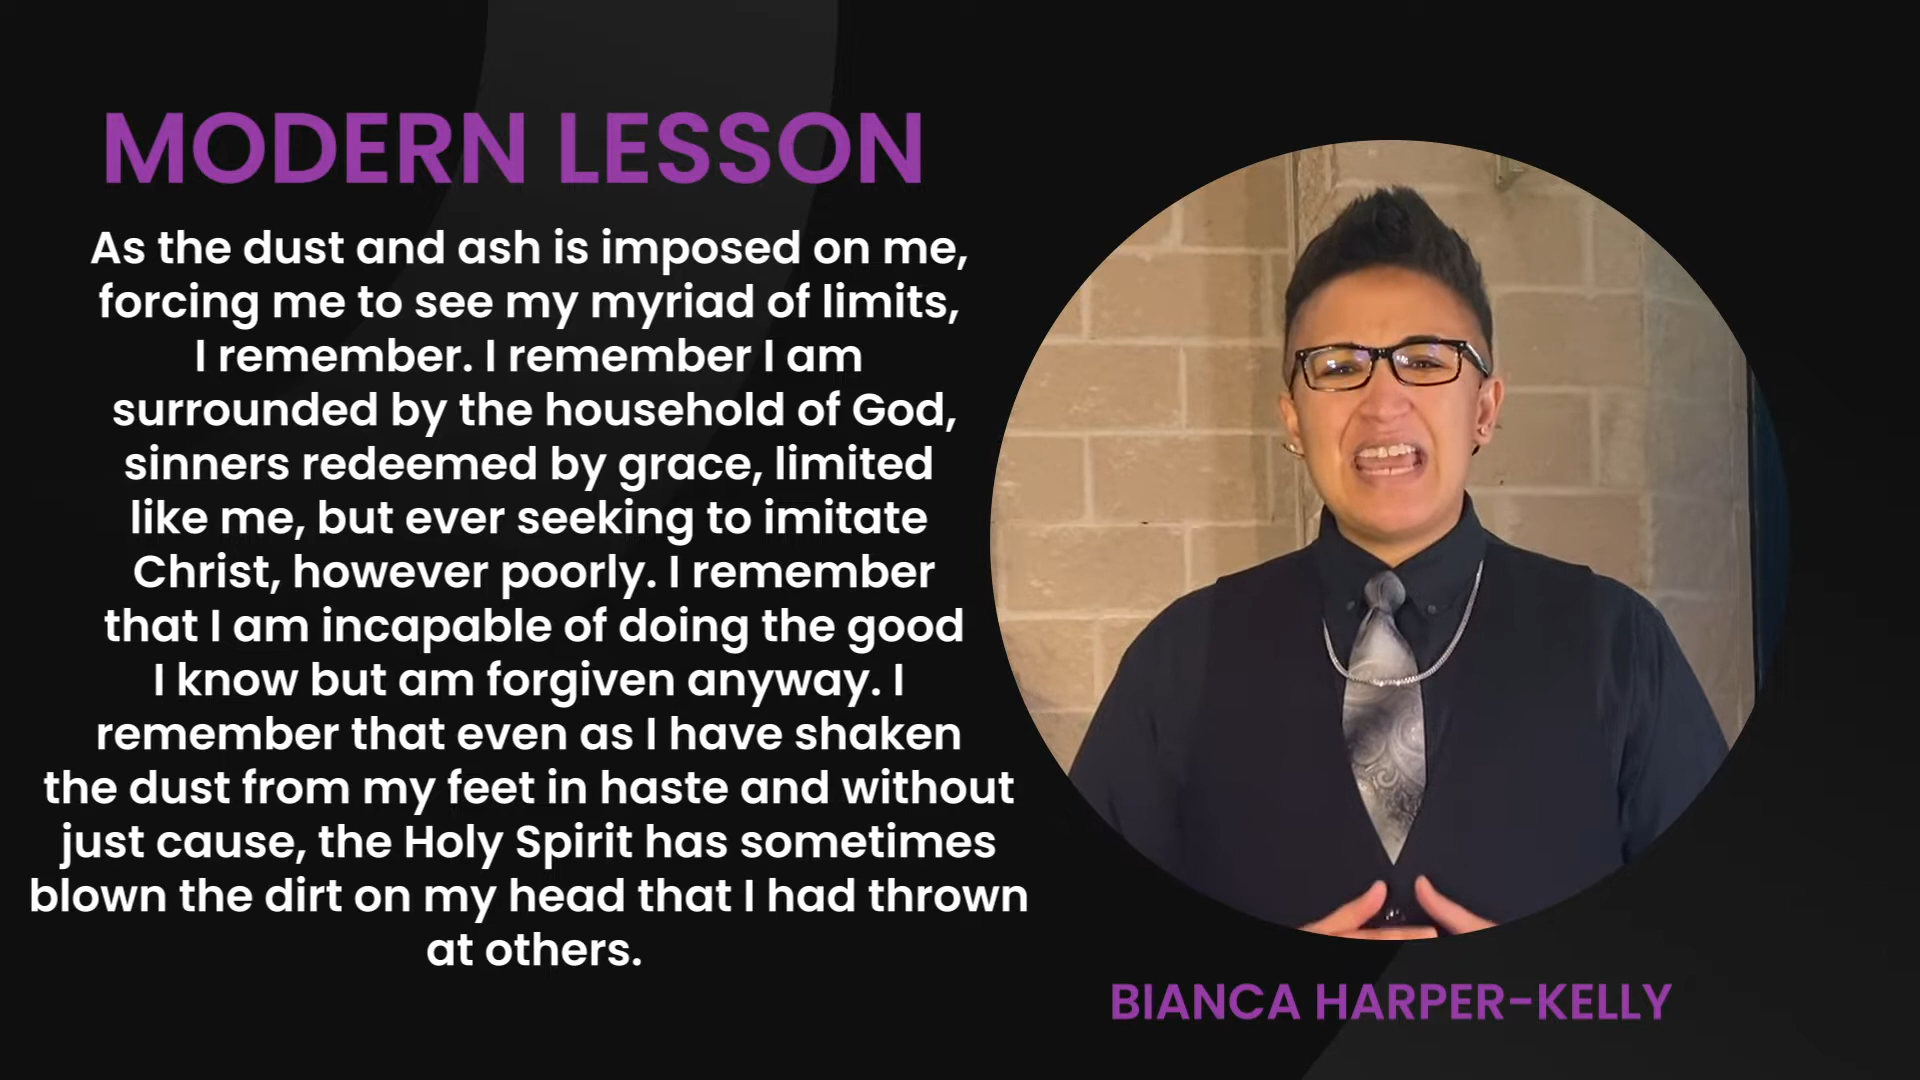 MODERN LESSON
As the dust and ash is imposed on me,
forcing me to see my myriad of limits,
I remember. I remember I am
surrounded by the household of God,
sinners redeemed by grace, limited
like me, but ever seeking to imitate
Christ, however poorly. I remember
that I am incapable of doing the good
I know but am forgiven anyway. I
remember that even as I have shaken
the dust from my feet in haste and without
just cause, the Holy Spirit has sometimes
blown the dirt on my head that I had thrown
at others.
BIANCA HARPER-KELLY